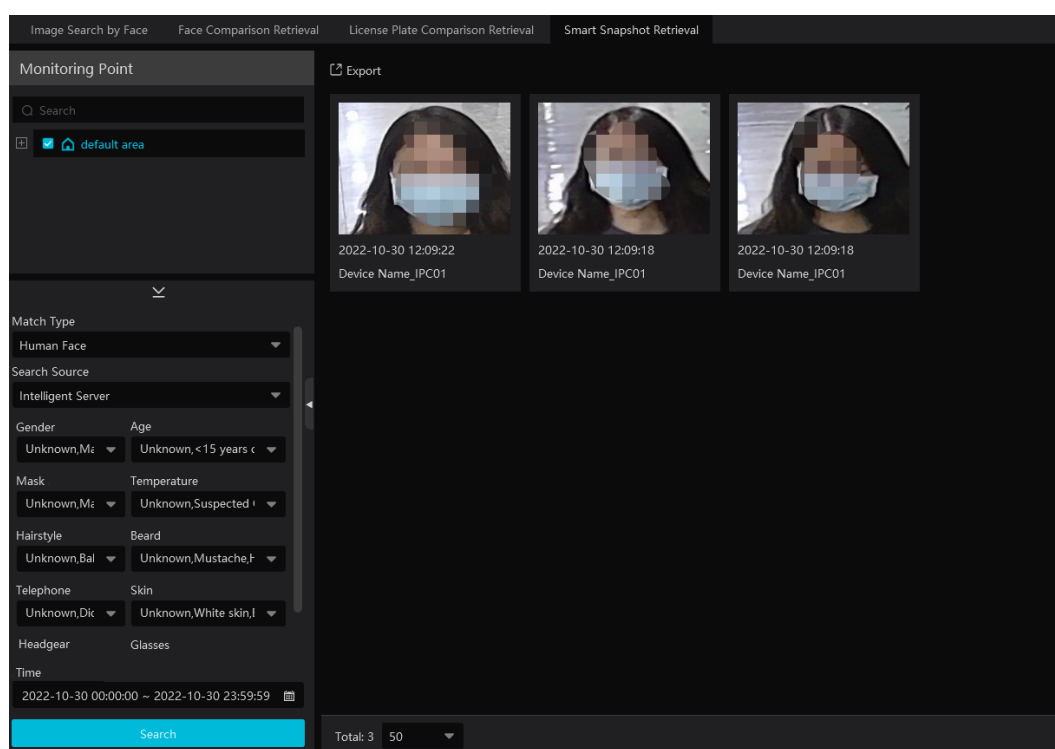 Image Search by Face Face Comparison Retrieval License Plate Comparison Retrieval Smart Snapshot Retrieval
Monitoring Point
Search
default area
Match Type
Human Face
Search Source
Intelligent Server
Gender Age
Unknown,Ma Unknown,<15 years c
Mask Temperature
Unknown,Ma Unknown,Suspected
Hairstyle Beard
Unknown,Bal Unknown,Mustache,
Telephone Skin
Unknown,Dic Unknown,White skin,
Headgear Glasses
Time
2022-10-30 00:00:00 ~ 2022-10-30 23:59:59
Search
Export
2022-10-30 12:09:22 2022-10-30 12:09:18 2022-10-30 12:09:18
Device Name_IPC01 Device Name_IPC01 Device Name_IPC01
Total: 3 50